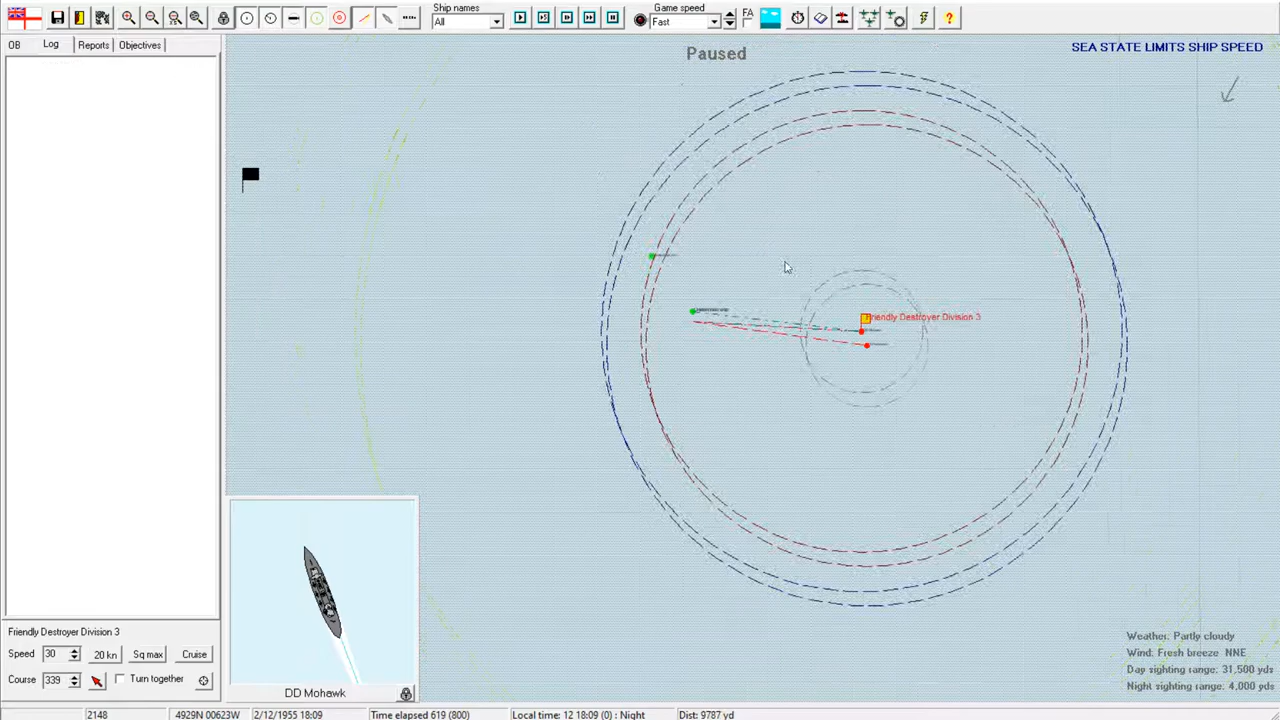 Ship names
All
Game speed
Fast
FA
OB
Log
Reports
Objectives
Paused
SEA STATE LIMITS SHIP SPEED
Friendly Destroyer Division 3
Friendly Destroyer Division 3
Speed
30
20 kn
Sq max
Cruise
Course
339
Turn together
DD Mohawk
Weather: Partly cloudy
Wind: Fresh breeze NNE
Day sighting range: 31,500 yds
Night sighting range: 4,000 yds
2148
4929N 00623W
2/12/1955 18:09
Time elapsed 619 (800)
Local time: 12 18:09 (0) : Night
Dist: 9787 yd